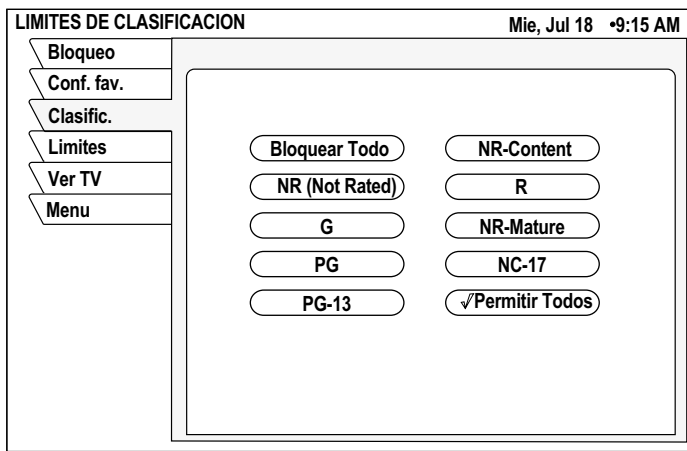 LIMITES DE CLASIFICACION
Mie, Jul 18 •9:15 AM
Bloqueo
Conf. fav.
Clasific.
Limites
Ver TV
Menu
Bloquear Todo
NR (Not Rated)
G
PG
PG-13
NR-Content
R
NR-Mature
NC-17
√Permitir Todos